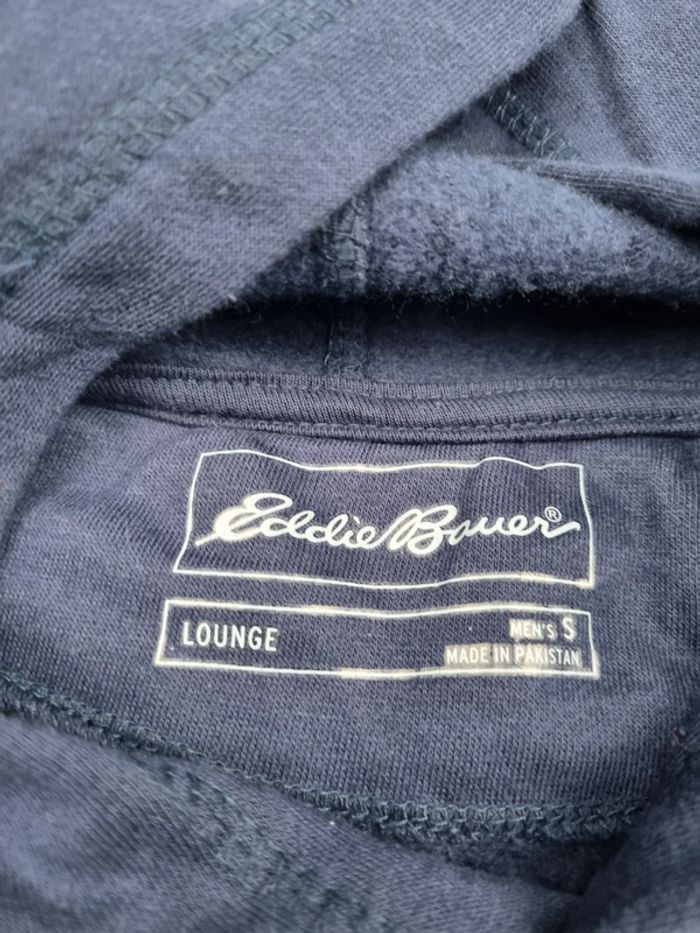 Eddie Bauer®
LOUNGE
MEN'S S
MADE IN PAKISTAN